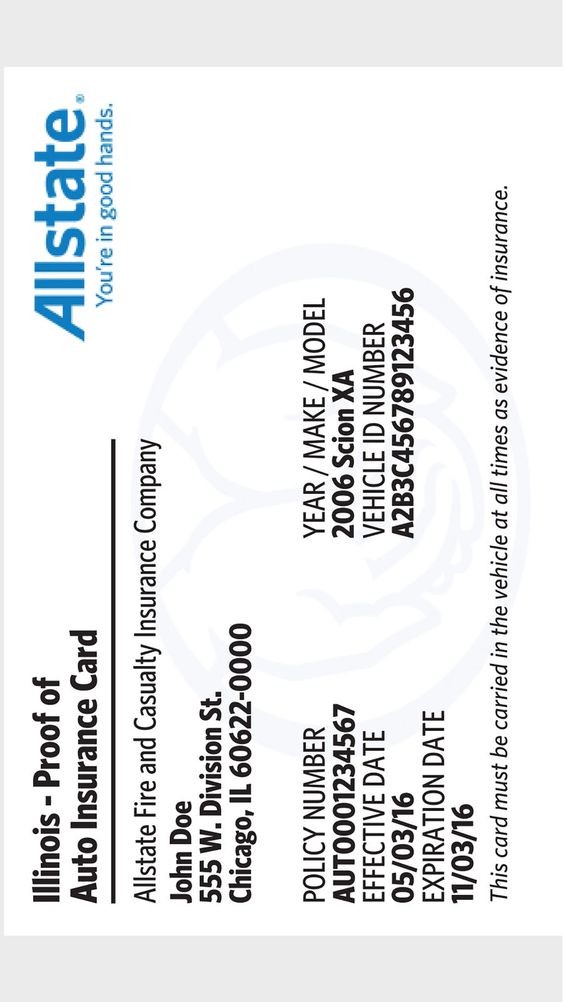 Allstate®
You're in good hands.
Illinois - Proof of
Auto Insurance Card
Allstate Fire and Casualty Insurance Company
John Doe
555 W. Division St.
Chicago, IL 60622-0000
POLICY NUMBER
AUTO001234567
EFFECTIVE DATE
05/03/16
EXPIRATION DATE
11/03/16
YEAR / MAKE / MODEL
2006 Scion XA
VEHICLE ID NUMBER
A2B3C456789123456
This card must be carried in the vehicle at all times as evidence of insurance.